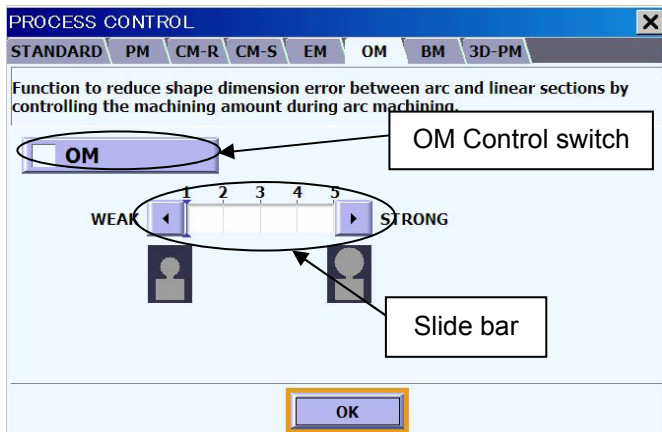 PROCESS CONTROL
STANDARD PM CM-R CM-S EM OM BM 3D-PM
Function to reduce shape dimension error between arc and linear sections by
controlling the machining amount during arc machining.
OM Control switch
OM
1 2 3 4 5
WEAK STRONG
Slide bar
OK